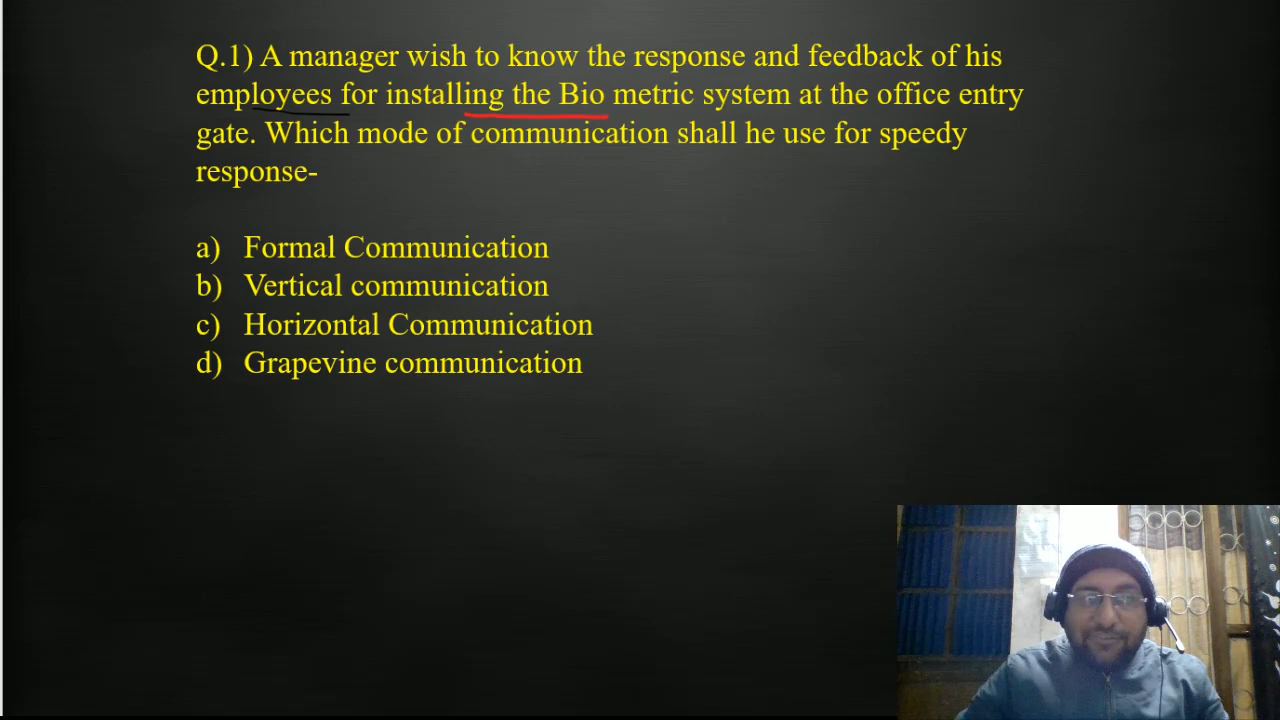 Q.1) A manager wish to know the response and feedback of his
employees for installing the Bio metric system at the office entry
gate. Which mode of communication shall he use for speedy
response-
a) Formal Communication
b) Vertical communication
c) Horizontal Communication
d) Grapevine communication